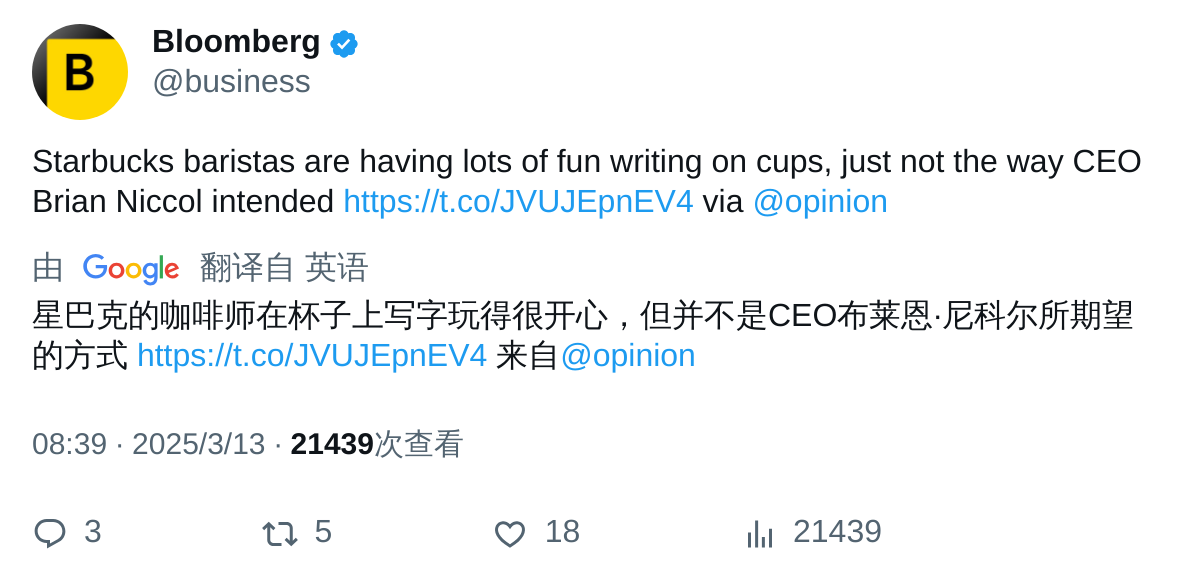 B
Bloomberg
@business
Starbucks baristas are having lots of fun writing on cups, just not the way CEO
Brian Niccol intended https://t.co/JVUJEpnEV4 via @opinion
由 Google 翻译自 英语
星巴克的咖啡师在杯子上写字玩得很开心，但并不是CEO布莱恩·尼科尔所期望
的方式 https://t.co/JVUJEpnEV4 来自@opinion
08:39 · 2025/3/13 · 21439次查看
3 5 18 21439